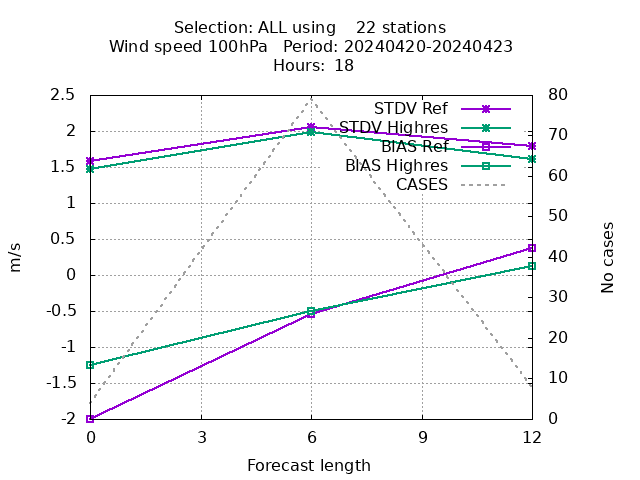 Selection: ALL using    22 stations
Wind speed 100hPa   Period: 20240420-20240423
Hours:  18
2.5
2
1.5
1
0.5
0
-0.5
-1
-1.5
-2
80
70
60
50
40
30
20
10
0
STDV Ref
STDV Highres
BIAS Ref
BIAS Highres
CASES
m/s
No cases
0
3
6
9
12
Forecast length